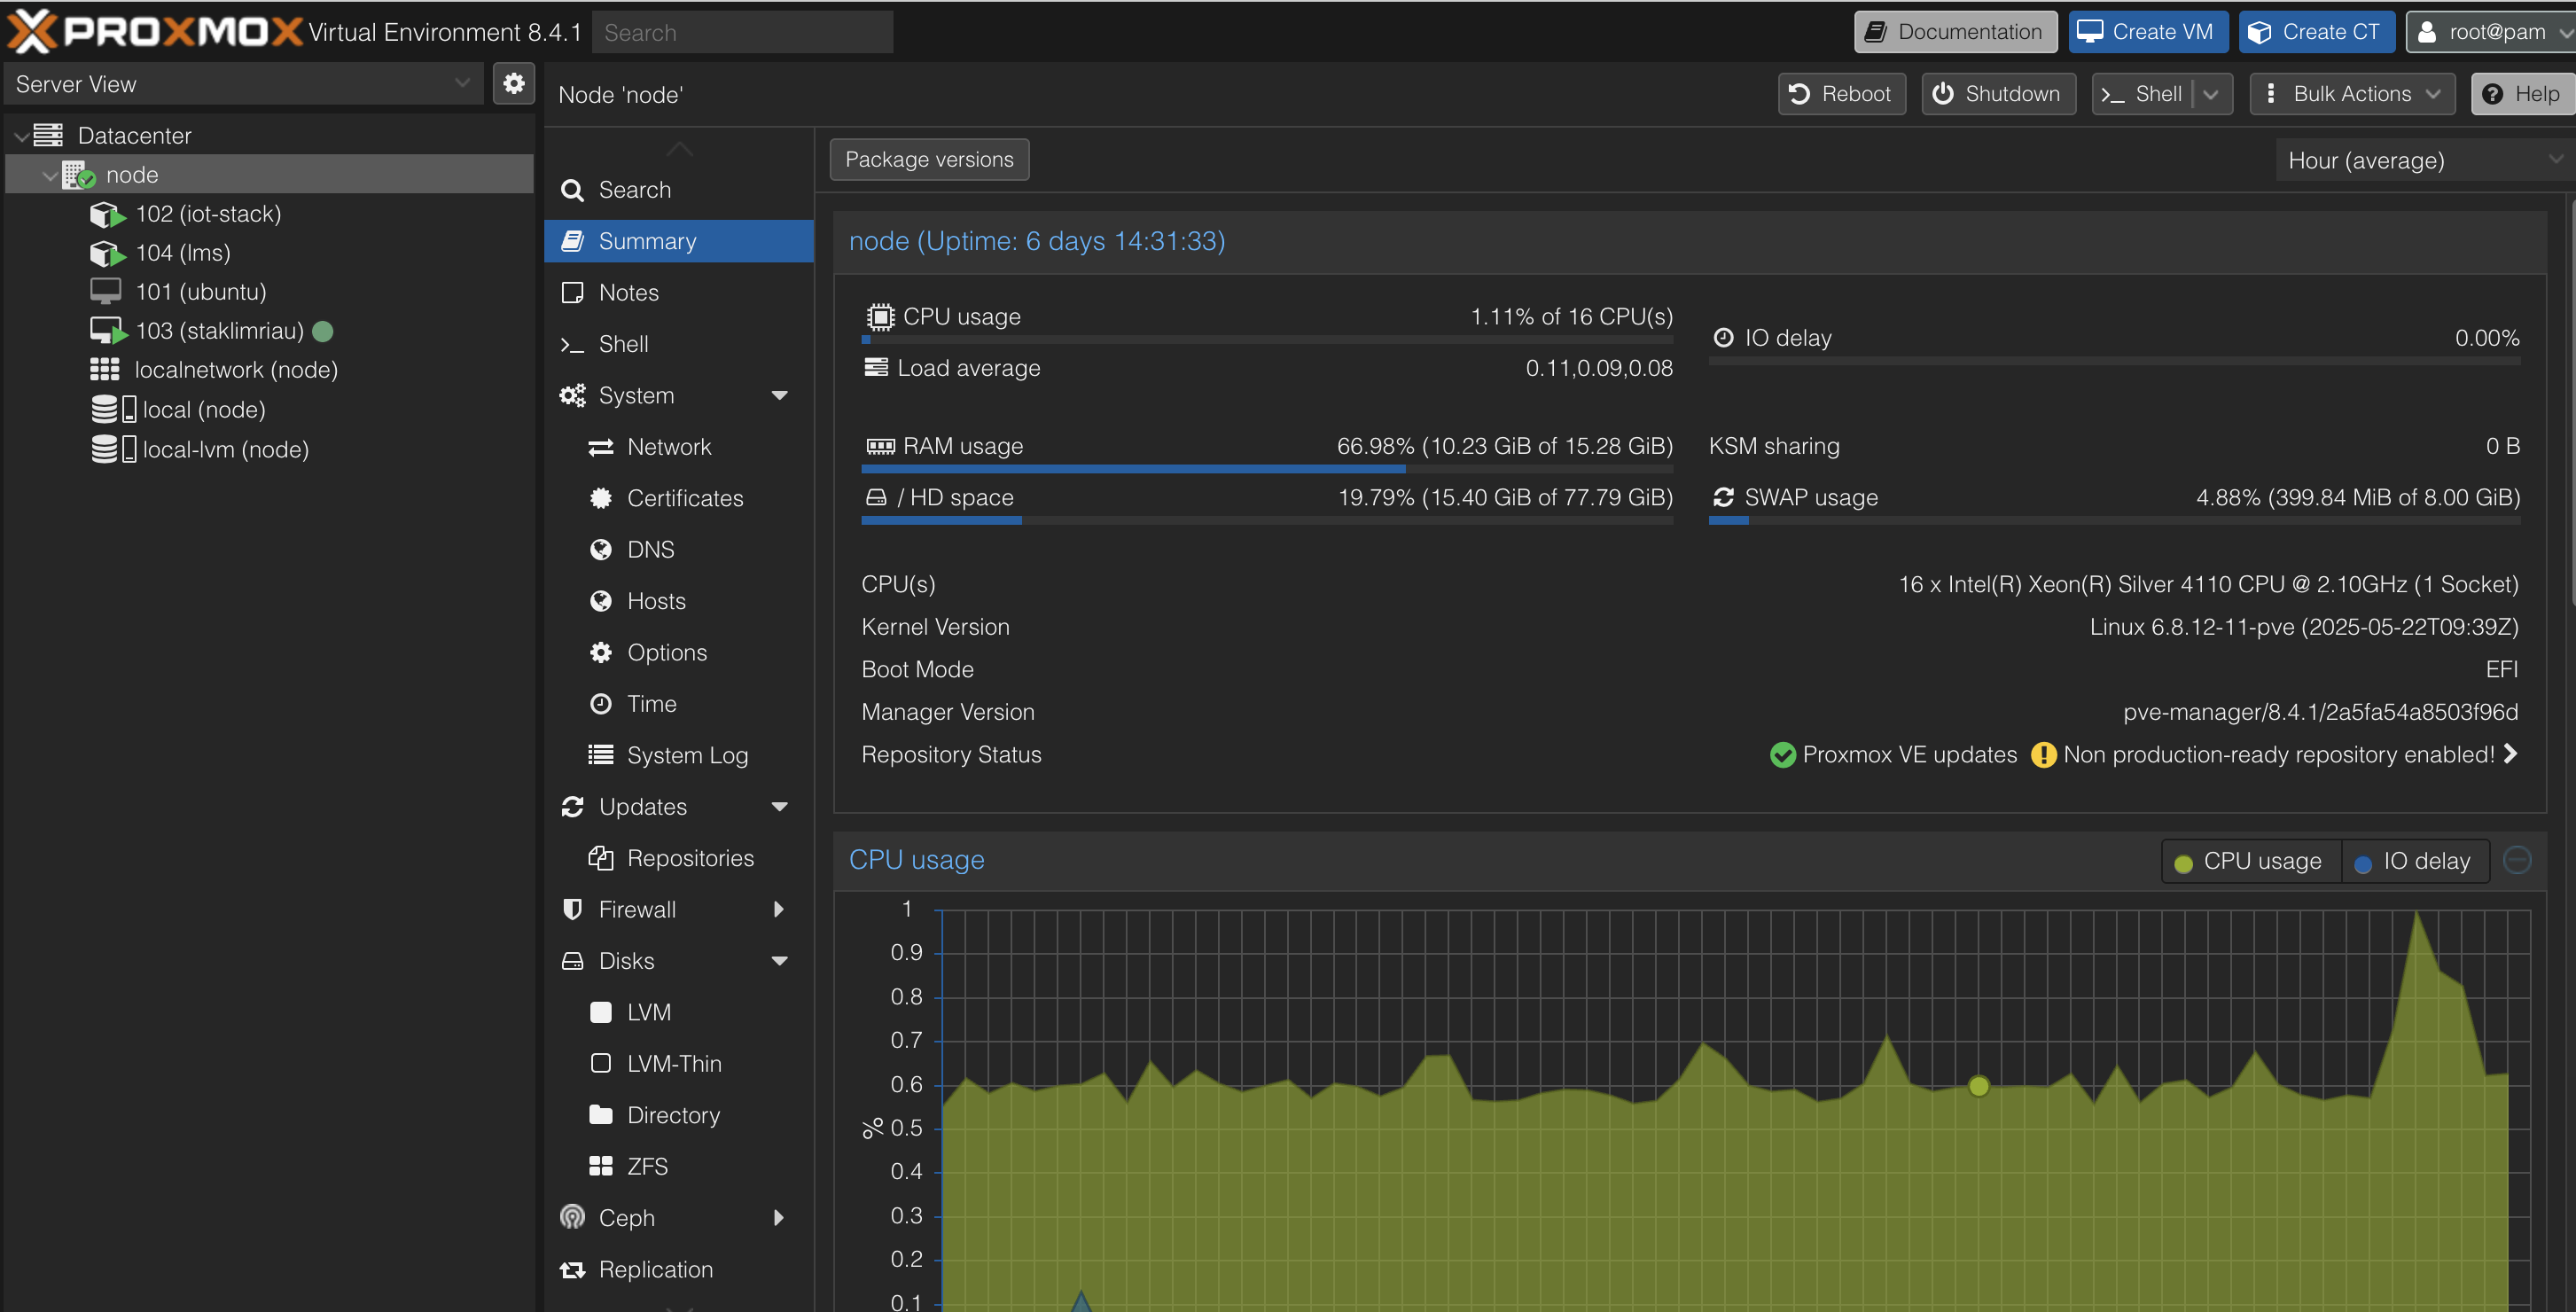 PROXMOX Virtual Environment 8.4.1 Search
Documentation Create VM Create CT root@pam
Server View
Node 'node'
Reboot Shutdown Shell Bulk Actions Help
Datacenter
node
102 (iot-stack)
104 (lms)
101 (ubuntu)
103 (staklimriau)
localnetwork (node)
local (node)
local-lvm (node)
Search
Summary
Notes
Shell
System
Network
Certificates
DNS
Hosts
Options
Time
System Log
Updates
Repositories
Firewall
Disks
LVM
LVM-Thin
Directory
ZFS
Ceph
Replication
Package versions
Hour (average)
node (Uptime: 6 days 14:31:33)
CPU usage 1.11% of 16 CPU(s)
IO delay 0.00%
Load average 0.11,0.09,0.08
RAM usage 66.98% (10.23 GiB of 15.28 GiB)
KSM sharing 0 B
/ HD space 19.79% (15.40 GiB of 77.79 GiB)
SWAP usage 4.88% (399.84 MiB of 8.00 GiB)
CPU(s) 16 x Intel(R) Xeon(R) Silver 4110 CPU @ 2.10GHz (1 Socket)
Kernel Version Linux 6.8.12-11-pve (2025-05-22T09:39Z)
Boot Mode EFI
Manager Version pve-manager/8.4.1/2a5fa54a8503f96d
Repository Status Proxmox VE updates Non production-ready repository enabled!
CPU usage
CPU usage IO delay
1
0.9
0.8
0.7
0.6
% 0.5
0.4
0.3
0.2
0.1